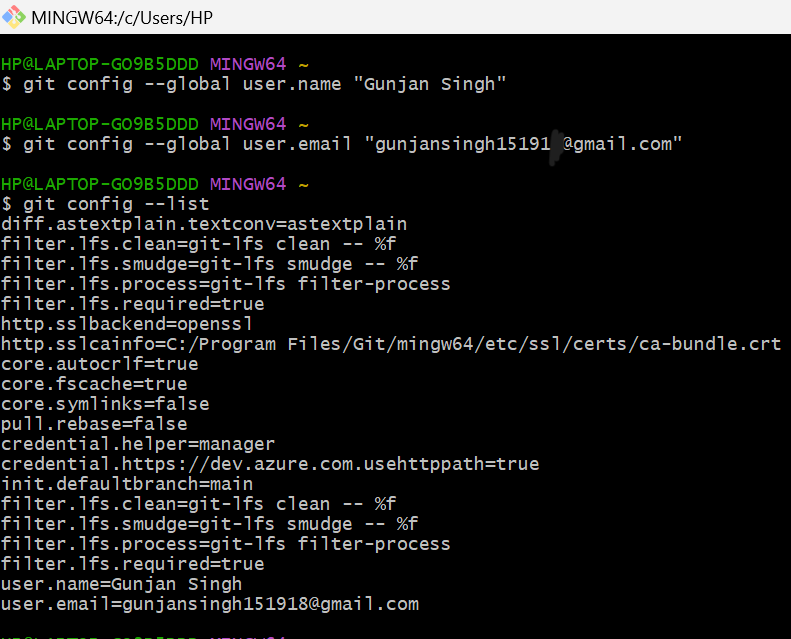 MINGW64:/c/Users/HP
HP@LAPTOP-GO9B5DDD MINGW64 ~
$ git config --global user.name "Gunjan Singh"
HP@LAPTOP-GO9B5DDD MINGW64 ~
$ git config --global user.email "gunjansingh15191 @gmail.com"
HP@LAPTOP-GO9B5DDD MINGW64 ~
$ git config --list
diff.astextplain.textconv=astextplain
filter.lfs.clean=git-lfs clean -- %f
filter.lfs.smudge=git-lfs smudge -- %f
filter.lfs.process=git-lfs filter-process
filter.lfs.required=true
http.sslbackend=openssl
http.sslcainfo=C:/Program Files/Git/mingw64/etc/ssl/certs/ca-bundle.crt
core.autocrlf=true
core.fscache=true
core.symlinks=false
pull.rebase=false
credential.helper=manager
credential.https://dev.azure.com.usehttppath=true
init.defaultbranch=main
filter.lfs.clean=git-lfs clean -- %f
filter.lfs.smudge=git-lfs smudge -- %f
filter.lfs.process=git-lfs filter-process
filter.lfs.required=true
user.name=Gunjan Singh
user.email=gunjansingh151918@gmail.com